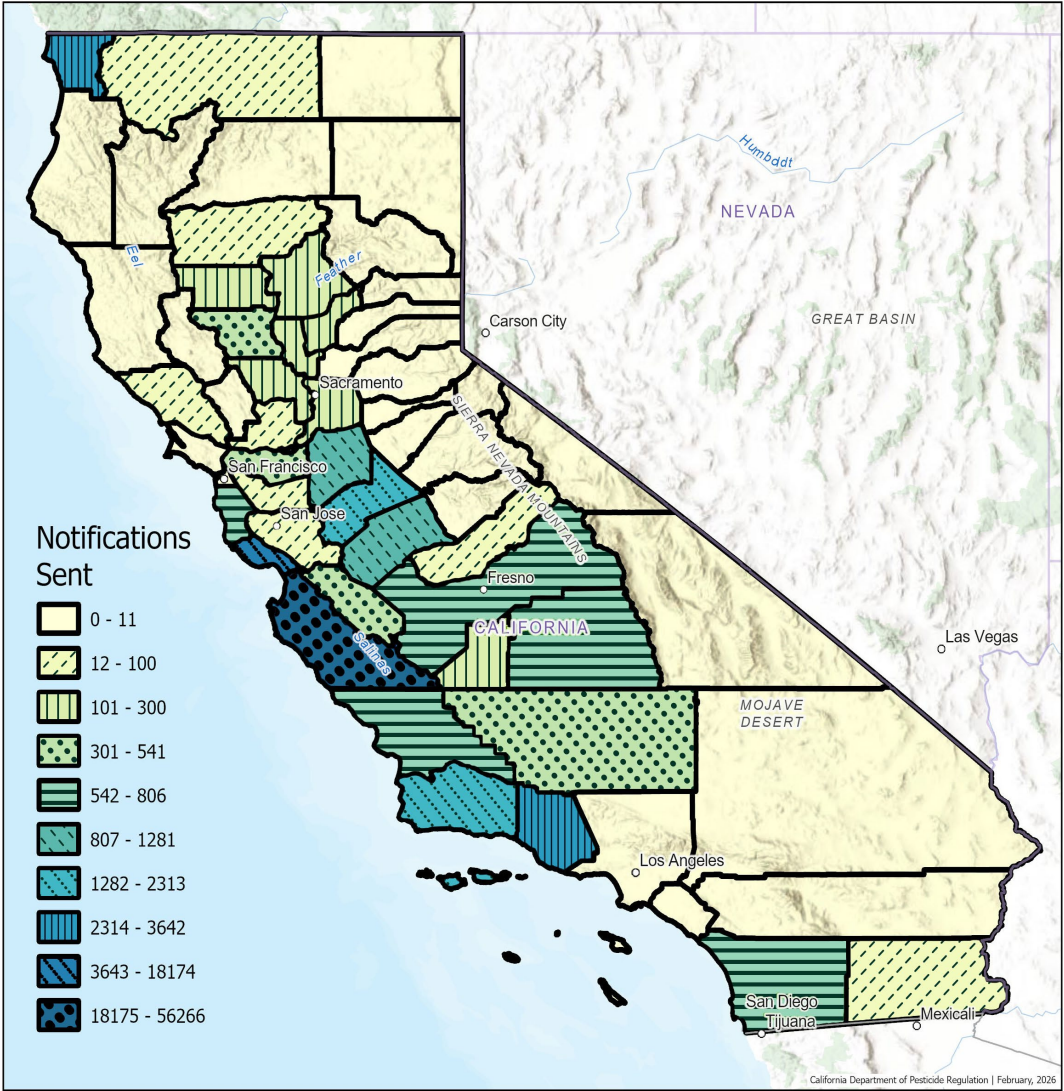 Humboldt
NEVADA
Eel
Feather
Carson City
GREAT BASIN
Sacramento
SIERRA NEVADA MOUNTAINS
San Francisco
San Jose
Notifications
Sent
0 - 11
12 - 100
101 - 300
301 - 541
542 - 806
807 - 1281
1282 - 2313
2314 - 3642
3643 - 18174
18175 - 56266
Fresno
CALIFORNIA
Salinas
Las Vegas
MOJAVE
DESERT
Los Angeles
San Diego
Tijuana
Mexicali
California Department of Pesticide Regulation | February, 2026